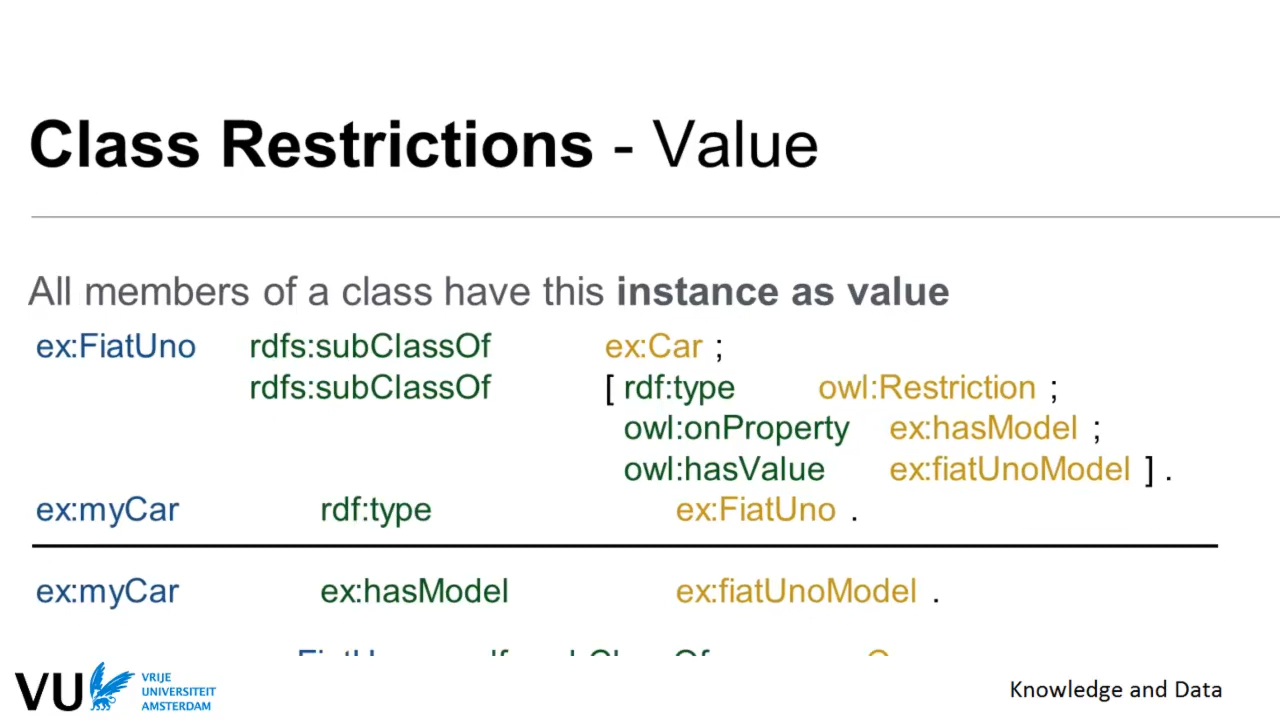 Class Restrictions - Value
All members of a class have this instance as value
ex:FiatUno rdfs:subClassOf ex:Car ;
rdfs:subClassOf [ rdf:type owl:Restriction ;
owl:onProperty ex:hasModel ;
owl:hasValue ex:fiatUnoModel ] .
ex:myCar rdf:type ex:FiatUno .
ex:myCar ex:hasModel ex:fiatUnoModel .
VU VRIJE
UNIVERSITEIT
AMSTERDAM
Knowledge and Data